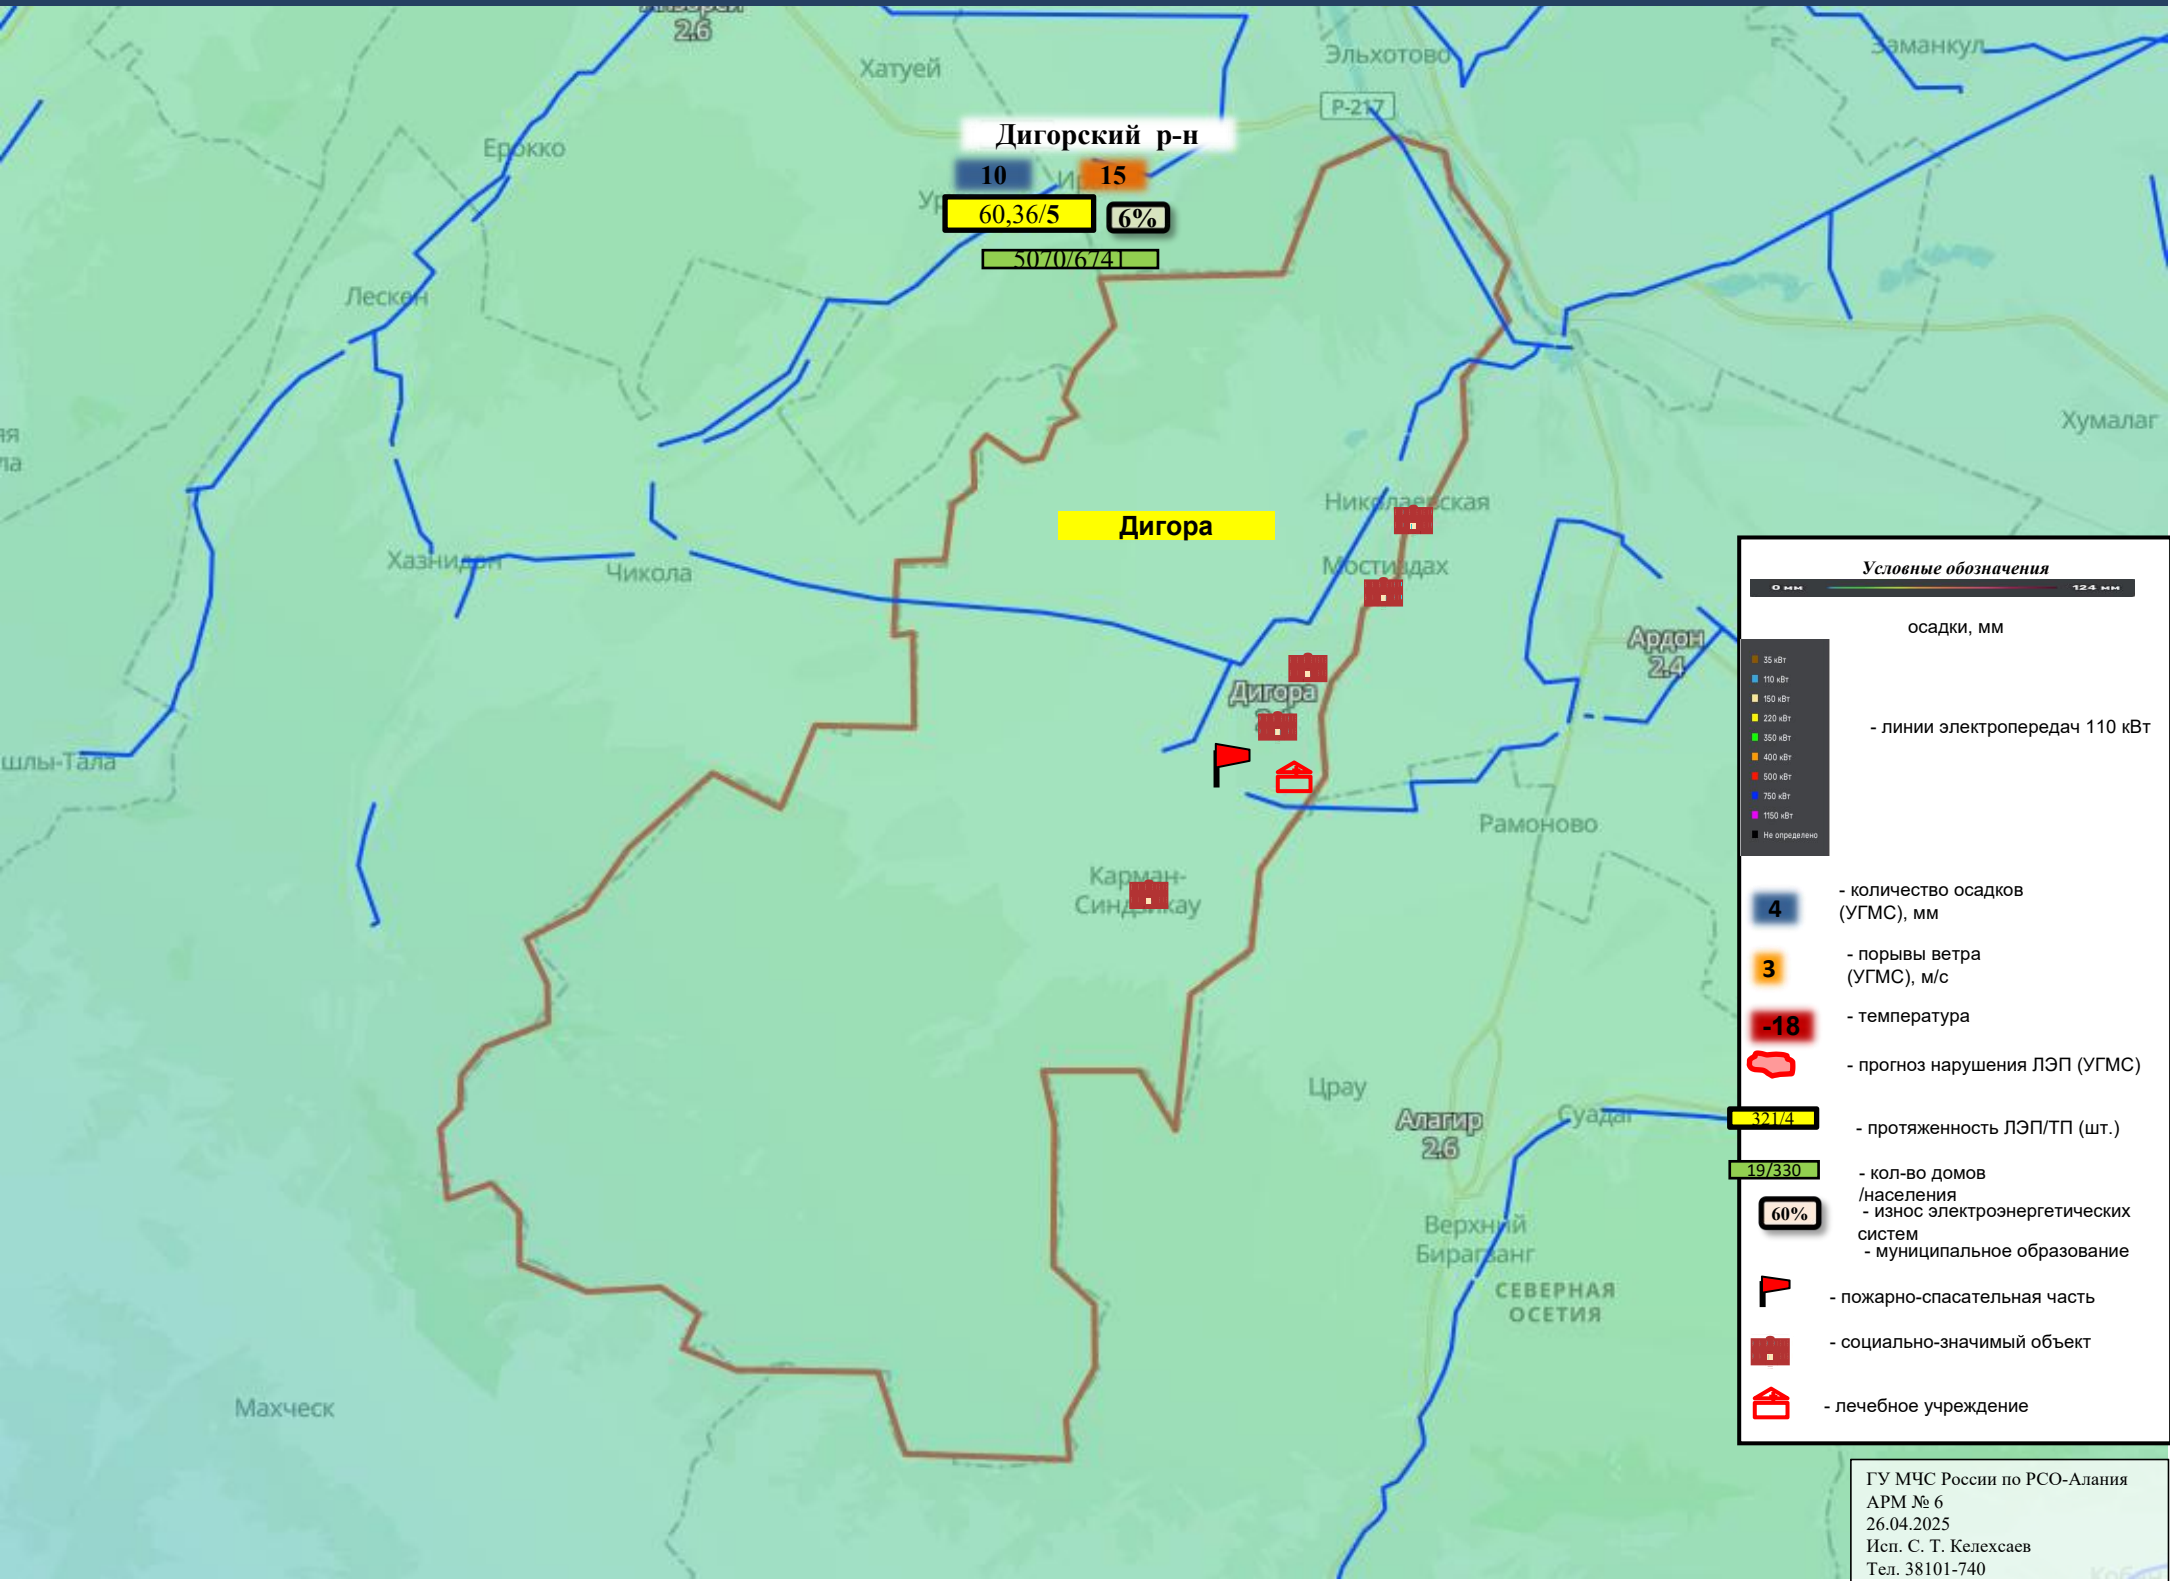 2.6
Хатуей
Эльхотово
Заманкул
Р-217
Дигорский р-н
Ерокко
10
15
60,36/5
6%
5070/6741
Лескен
Хумалаг
Николаевская
Дигора
Хазнидон
Чикола
Мостиздах
Ардон
2.4
Дигора
шлы-Тала
Рамоново
Карман-
Синдзикау
Црау
Алагир
2.6
Суадаг
Верхний
Бирагзанг
СЕВЕРНАЯ
ОСЕТИЯ
Махческ
Условные обозначения
0 мм
124 мм
осадки, мм
35 кВт
110 кВт
150 кВт
220 кВт
350 кВт
400 кВт
500 кВт
750 кВт
1150 кВт
Не определено
- линии электропередач 110 кВт
4
- количество осадков
(УГМС), мм
3
- порывы ветра
(УГМС), м/с
-18
- температура
- прогноз нарушения ЛЭП (УГМС)
321/4
- протяженность ЛЭП/ТП (шт.)
19/330
- кол-во домов
/населения
60%
- износ электроэнергетических
систем
- муниципальное образование
- пожарно-спасательная часть
- социально-значимый объект
- лечебное учреждение
ГУ МЧС России по РСО-Алания
АРМ № 6
26.04.2025
Исп. С. Т. Келехсаев
Тел. 38101-740